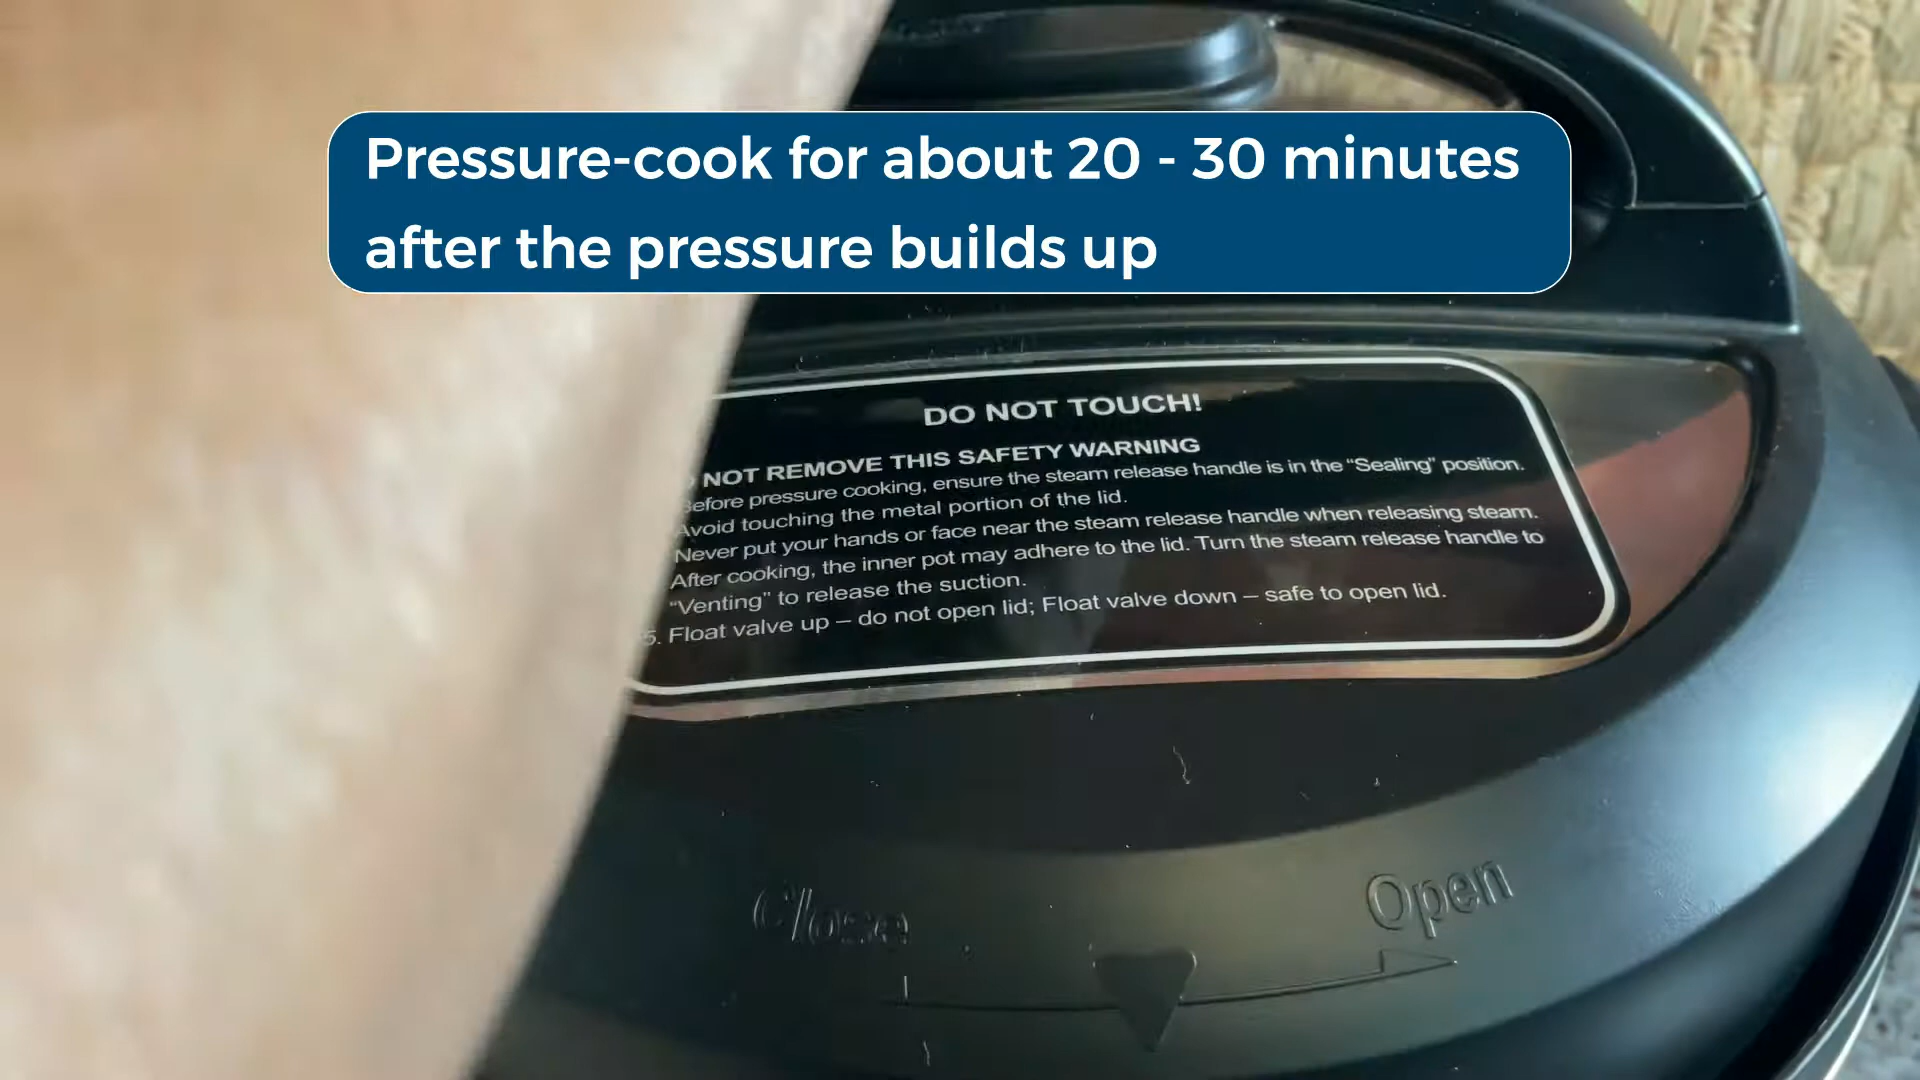 Pressure-cook for about 20 - 30 minutes
after the pressure builds up
DO NOT TOUCH!
NOT REMOVE THIS SAFETY WARNING
Before pressure cooking, ensure the steam release handle is in the “Sealing” position.
Avoid touching the metal portion of the lid.
Never put your hands or face near the steam release handle when releasing steam.
After cooking, the inner pot may adhere to the lid. Turn the steam release handle to
“Venting” to release the suction.
5. Float valve up – do not open lid; Float valve down – safe to open lid.
Close
Open